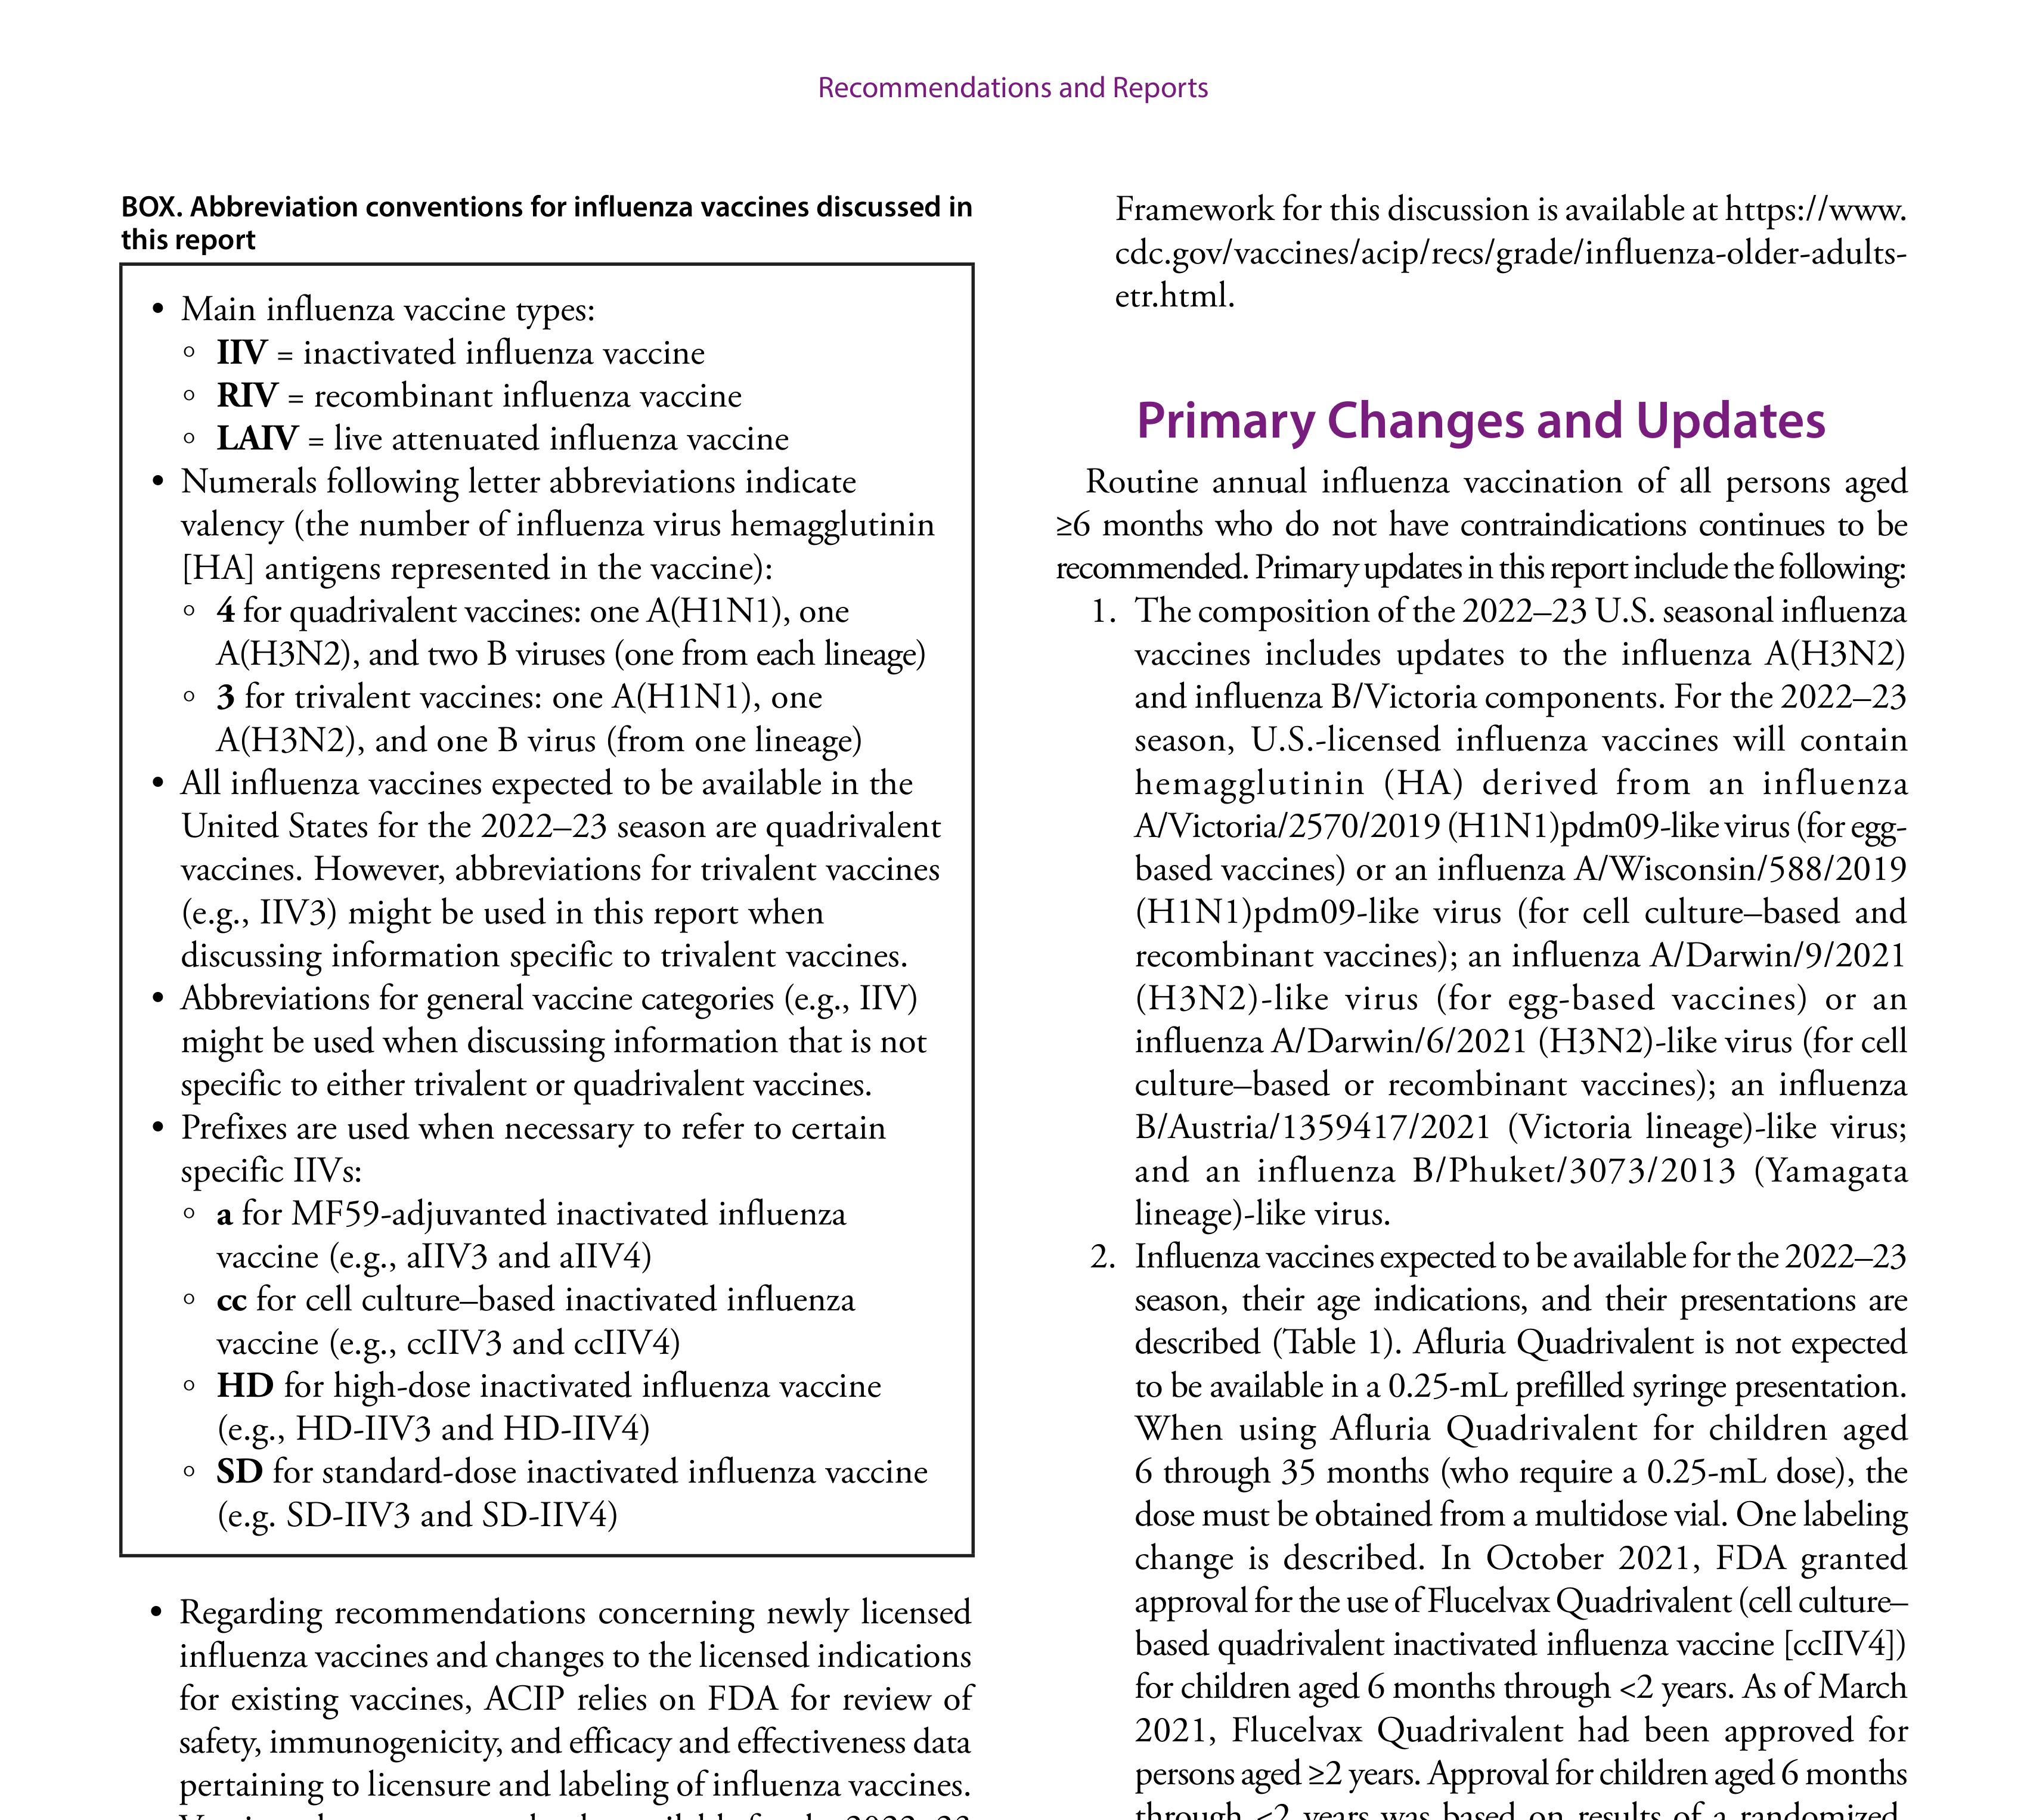 Recommendations and Reports
BOX. Abbreviation conventions for influenza vaccines discussed in
this report
• Main influenza vaccine types:
◦ IIV = inactivated influenza vaccine
◦ RIV = recombinant influenza vaccine
◦ LAIV = live attenuated influenza vaccine
• Numerals following letter abbreviations indicate
valency (the number of influenza virus hemagglutinin
[HA] antigens represented in the vaccine):
◦ 4 for quadrivalent vaccines: one A(H1N1), one
A(H3N2), and two B viruses (one from each lineage)
◦ 3 for trivalent vaccines: one A(H1N1), one
A(H3N2), and one B virus (from one lineage)
• All influenza vaccines expected to be available in the
United States for the 2022–23 season are quadrivalent
vaccines. However, abbreviations for trivalent vaccines
(e.g., IIV3) might be used in this report when
discussing information specific to trivalent vaccines.
• Abbreviations for general vaccine categories (e.g., IIV)
might be used when discussing information that is not
specific to either trivalent or quadrivalent vaccines.
• Prefixes are used when necessary to refer to certain
specific IIVs:
◦ a for MF59-adjuvanted inactivated influenza
vaccine (e.g., aIIV3 and aIIV4)
◦ cc for cell culture–based inactivated influenza
vaccine (e.g., ccIIV3 and ccIIV4)
◦ HD for high-dose inactivated influenza vaccine
(e.g., HD-IIV3 and HD-IIV4)
◦ SD for standard-dose inactivated influenza vaccine
(e.g. SD-IIV3 and SD-IIV4)
• Regarding recommendations concerning newly licensed
influenza vaccines and changes to the licensed indications
for existing vaccines, ACIP relies on FDA for review of
safety, immunogenicity, and efficacy and effectiveness data
pertaining to licensure and labeling of influenza vaccines.
Framework for this discussion is available at https://www.
cdc.gov/vaccines/acip/recs/grade/influenza-older-adults-
etr.html.
Primary Changes and Updates
Routine annual influenza vaccination of all persons aged
≥6 months who do not have contraindications continues to be
recommended. Primary updates in this report include the following:
1. The composition of the 2022–23 U.S. seasonal influenza
vaccines includes updates to the influenza A(H3N2)
and influenza B/Victoria components. For the 2022–23
season, U.S.-licensed influenza vaccines will contain
hemagglutinin (HA) derived from an influenza
A/Victoria/2570/2019 (H1N1)pdm09-like virus (for egg-
based vaccines) or an influenza A/Wisconsin/588/2019
(H1N1)pdm09-like virus (for cell culture–based and
recombinant vaccines); an influenza A/Darwin/9/2021
(H3N2)-like virus (for egg-based vaccines) or an
influenza A/Darwin/6/2021 (H3N2)-like virus (for cell
culture–based or recombinant vaccines); an influenza
B/Austria/1359417/2021 (Victoria lineage)-like virus;
and an influenza B/Phuket/3073/2013 (Yamagata
lineage)-like virus.
2. Influenza vaccines expected to be available for the 2022–23
season, their age indications, and their presentations are
described (Table 1). Afluria Quadrivalent is not expected
to be available in a 0.25-mL prefilled syringe presentation.
When using Afluria Quadrivalent for children aged
6 through 35 months (who require a 0.25-mL dose), the
dose must be obtained from a multidose vial. One labeling
change is described. In October 2021, FDA granted
approval for the use of Flucelvax Quadrivalent (cell culture–
based quadrivalent inactivated influenza vaccine [ccIIV4])
for children aged 6 months through <2 years. As of March
2021, Flucelvax Quadrivalent had been approved for
persons aged ≥2 years. Approval for children aged 6 months
through <2 years was based on results of a randomized,